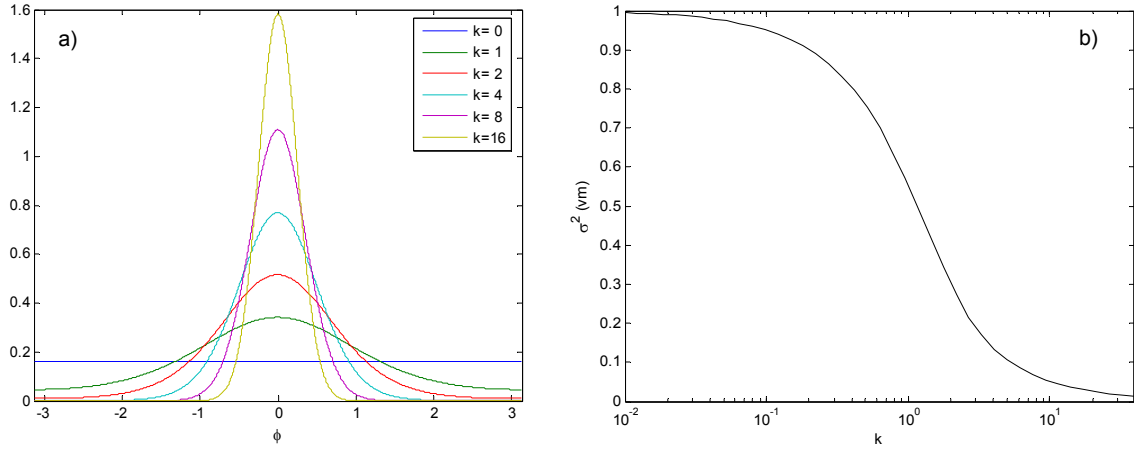 a)
k= 0
k= 1
k= 2
k= 4
k= 8
k=16
1.6
1.4
1.2
1
0.8
0.6
0.4
0.2
0
-3 -2 -1 0 1 2 3
ϕ
b)
1
0.9
0.8
0.7
0.6
0.5
0.4
0.3
0.2
0.1
0
σ² (vm)
10⁻² 10⁻¹ 10⁰ 10¹
k